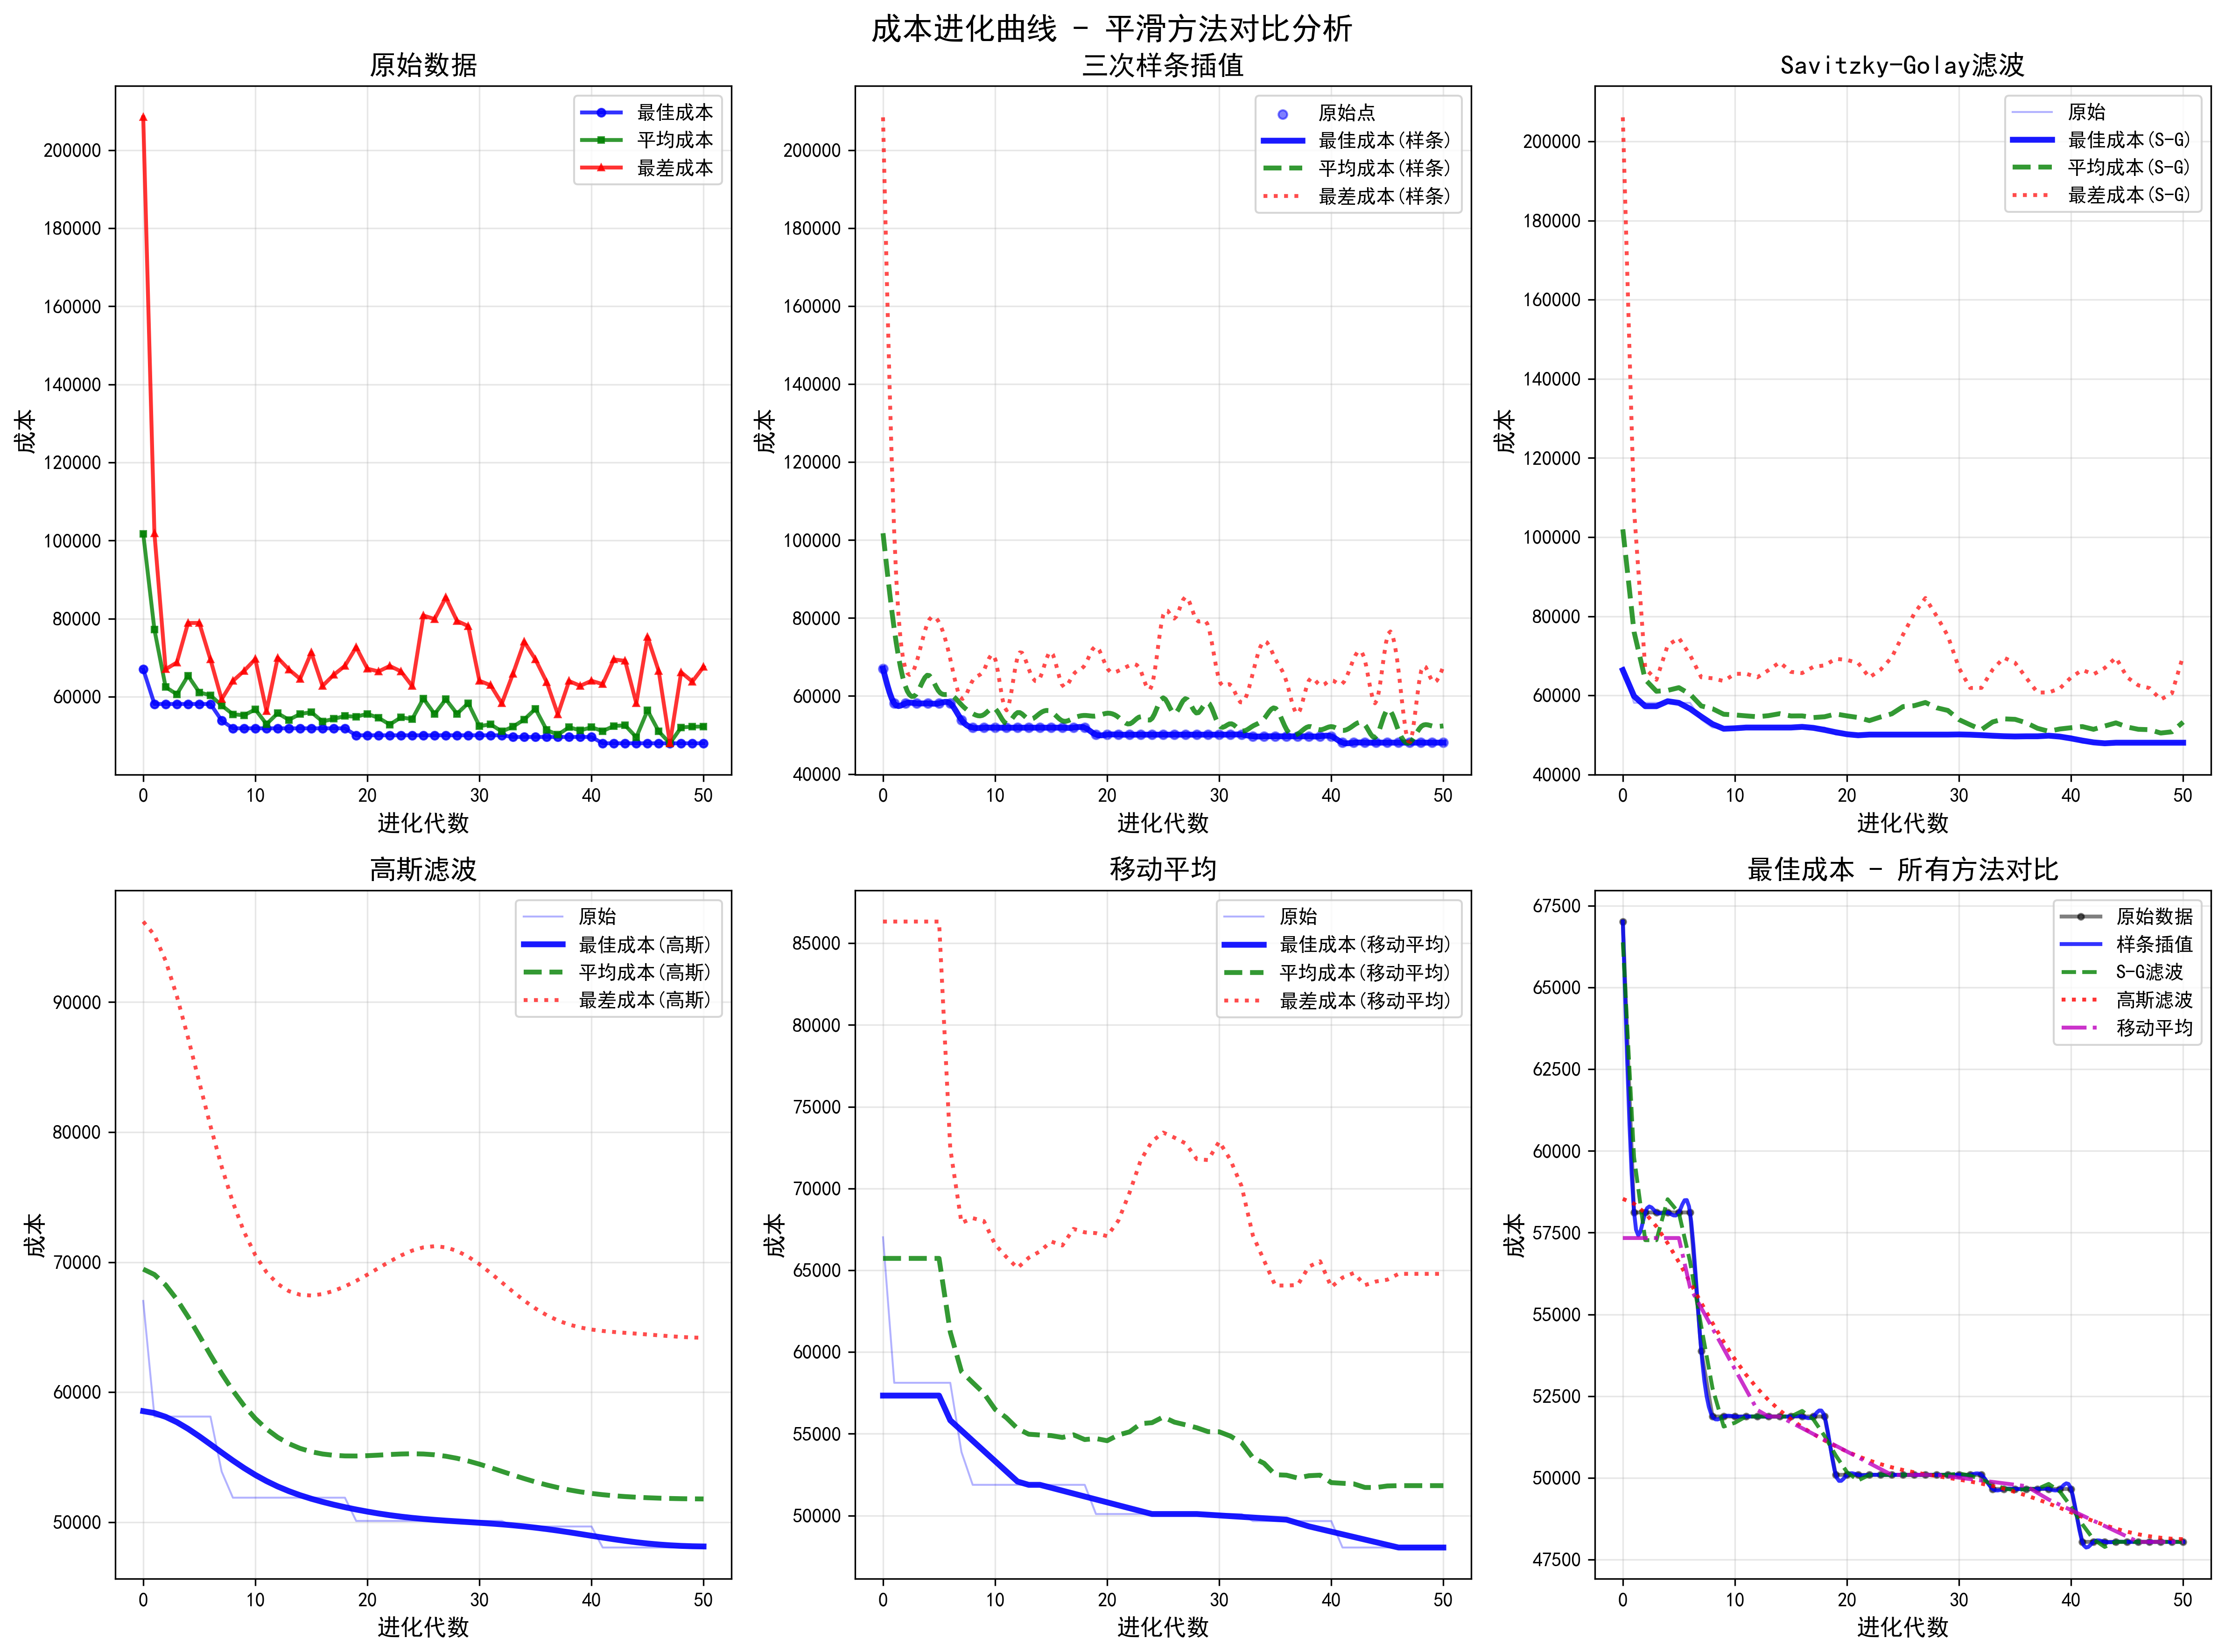 成本进化曲线 - 平滑方法对比分析
原始数据
最佳成本
平均成本
最差成本
200000
180000
160000
140000
120000
100000
80000
60000
成本
0 10 20 30 40 50
进化代数
三次样条插值
原始点
最佳成本(样条)
平均成本(样条)
最差成本(样条)
200000
180000
160000
140000
120000
100000
80000
60000
40000
成本
0 10 20 30 40 50
进化代数
Savitzky-Golay滤波
原始
最佳成本(S-G)
平均成本(S-G)
最差成本(S-G)
200000
180000
160000
140000
120000
100000
80000
60000
40000
成本
0 10 20 30 40 50
进化代数
高斯滤波
原始
最佳成本(高斯)
平均成本(高斯)
最差成本(高斯)
90000
80000
70000
60000
50000
成本
0 10 20 30 40 50
进化代数
移动平均
原始
最佳成本(移动平均)
平均成本(移动平均)
最差成本(移动平均)
85000
80000
75000
70000
65000
60000
55000
50000
成本
0 10 20 30 40 50
进化代数
最佳成本 - 所有方法对比
原始数据
样条插值
S-G滤波
高斯滤波
移动平均
67500
65000
62500
60000
57500
55000
52500
50000
47500
成本
0 10 20 30 40 50
进化代数